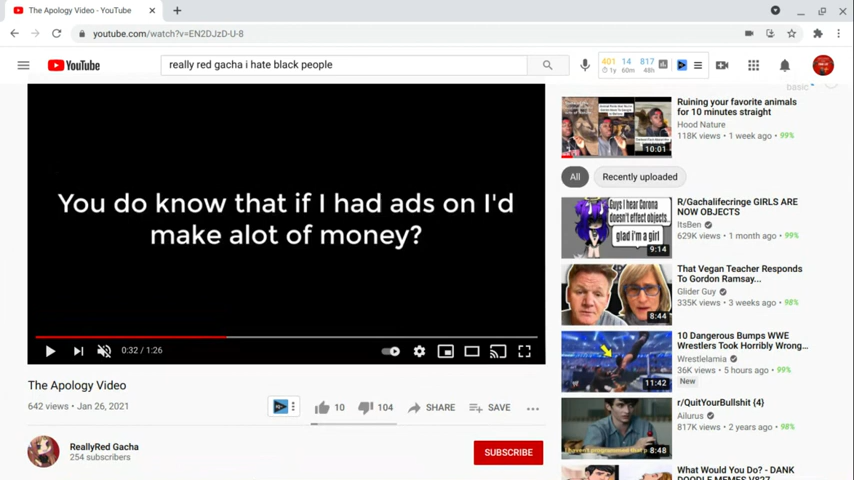 The Apology Video - YouTube
youtube.com/watch?v=EN2DJzD-U-8
YouTube
really red gacha i hate black people
401 14 817
1y 60m 48h
basic
You do know that if I had ads on I'd
make alot of money?
0:32 / 1:26
The Apology Video
642 views • Jan 26, 2021
10
104
SHARE
SAVE
ReallyRed Gacha
254 subscribers
SUBSCRIBE
10:01
Ruining your favorite animals
for 10 minutes straight
Hood Nature
118K views • 1 week ago • 99%
All
Recently uploaded
Guys I hear Corona
doesn't effect objects.
glad i'm a girl
9:14
R/Gachalifecringe GIRLS ARE
NOW OBJECTS
ItsBen
629K views • 1 month ago • 99%
8:44
That Vegan Teacher Responds
To Gordon Ramsay...
Glider Guy
335K views • 3 weeks ago • 98%
11:42
10 Dangerous Bumps WWE
Wrestlers Took Horribly Wrong...
Wrestlelamia
36K views • 5 hours ago • 99%
New
I haven't programmed that
8:48
r/QuitYourBullshit {4}
Ailurus
817K views • 2 years ago • 98%
What Would You Do? - DANK
DOODLE MEMES V827